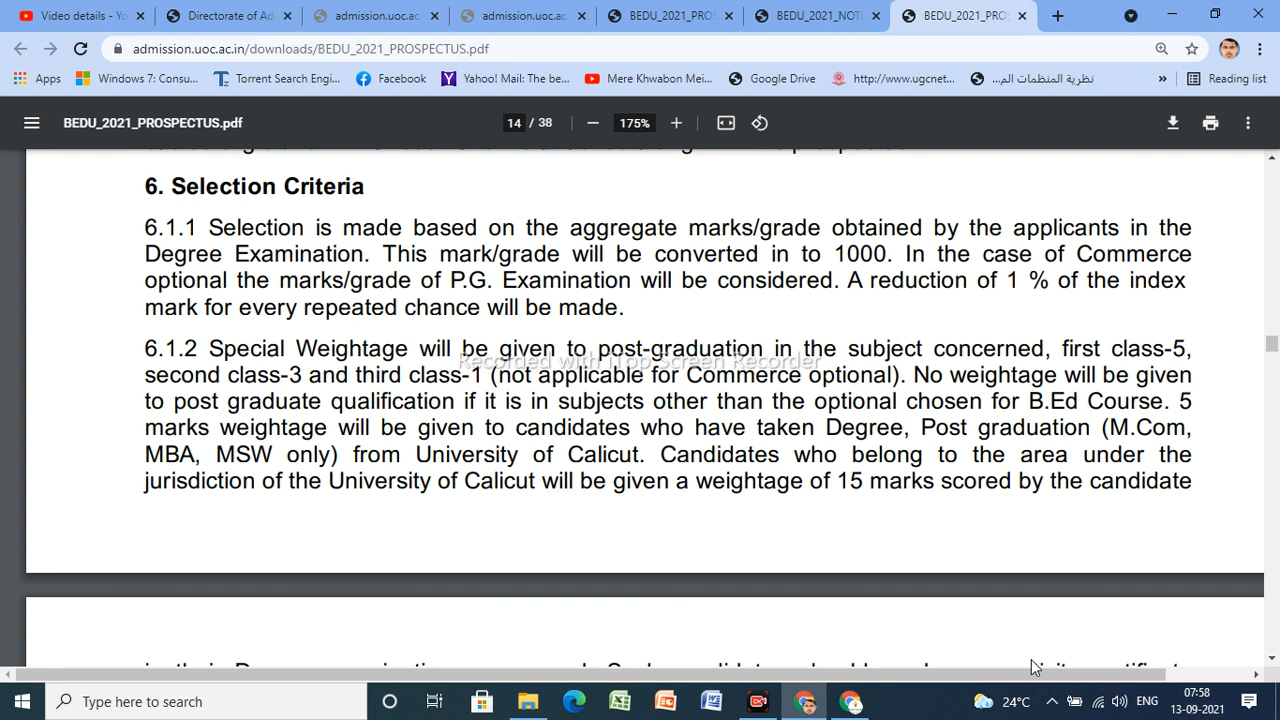 Video details - Yo
Directorate of Ad
admission.uoc.ac
admission.uoc.ac
BEDU_2021_PROS
BEDU_2021_NOT
BEDU_2021_PROS
admission.uoc.ac.in/downloads/BEDU_2021_PROSPECTUS.pdf
Apps
Windows 7: Consu...
Torrent Search Engi...
Facebook
Yahoo! Mail: The be...
Mere Khwabon Mei...
Google Drive
http://www.ugcnet...
نظرية المنظمات الم...
»
Reading list
BEDU_2021_PROSPECTUS.pdf
14 / 38
175%
6. Selection Criteria
6.1.1 Selection is made based on the aggregate marks/grade obtained by the applicants in the
Degree Examination. This mark/grade will be converted in to 1000. In the case of Commerce
optional the marks/grade of P.G. Examination will be considered. A reduction of 1 % of the index
mark for every repeated chance will be made.
6.1.2 Special Weightage will be given to post-graduation in the subject concerned, first class-5,
Recorded with iTop Screen Recorder
second class-3 and third class-1 (not applicable for Commerce optional). No weightage will be given
to post graduate qualification if it is in subjects other than the optional chosen for B.Ed Course. 5
marks weightage will be given to candidates who have taken Degree, Post graduation (M.Com,
MBA, MSW only) from University of Calicut. Candidates who belong to the area under the
jurisdiction of the University of Calicut will be given a weightage of 15 marks scored by the candidate
Type here to search
24°C
ENG
07:58
13-09-2021